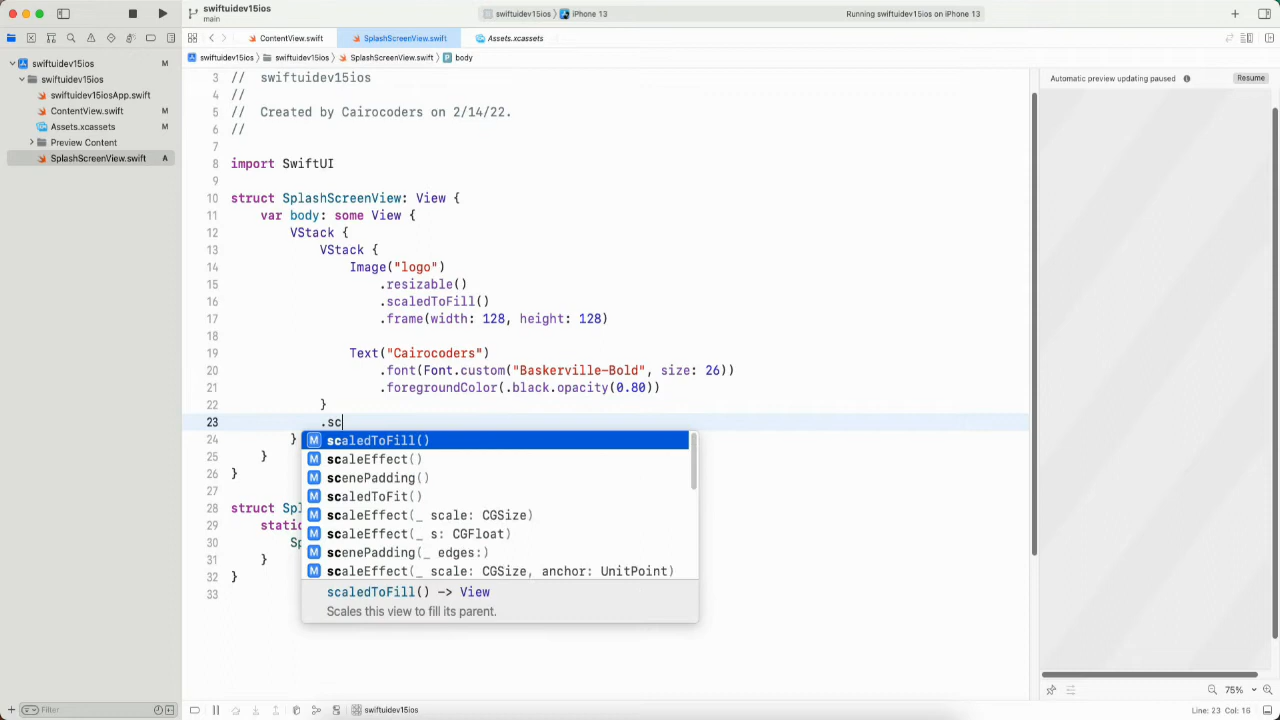 swiftuidev15ios
main
swiftuidev15ios
iPhone 13
Running swiftuidev15ios on iPhone 13
ContentView.swift
SplashScreenView.swift
Assets.xcassets
swiftuidev15ios
swiftuidev15ios
SplashScreenView.swift
body
swiftuidev15ios M
swiftuidev15ios
swiftuidev15iosApp.swift
ContentView.swift M
Assets.xcassets M
Preview Content
SplashScreenView.swift A
Automatic preview updating paused
Resume
3 //  swiftuidev15ios
4 //
5 //  Created by Cairocoders on 2/14/22.
6 //
7
8 import SwiftUI
9
10 struct SplashScreenView: View {
11 var body: some View {
12 VStack {
13 VStack {
14 Image("logo")
15 .resizable()
16 .scaledToFill()
17 .frame(width: 128, height: 128)
18
19 Text("Cairocoders")
20 .font(Font.custom("Baskerville-Bold", size: 26))
21 .foregroundColor(.black.opacity(0.80))
22 }
23 .sc
24 }
25 }
26 }
27
28 struct Spl
29 static
30 Sp
31 }
32 }
33
M scaledToFill()
M scaleEffect()
M scenePadding()
M scaledToFit()
M scaleEffect(_ scale: CGSize)
M scaleEffect(_ s: CGFloat)
M scenePadding(_ edges:)
M scaleEffect(_ scale: CGSize, anchor: UnitPoint)
scaledToFill() -> View
Scales this view to fill its parent.
75%
Filter
swiftuidev15ios
Line: 23 Col: 16